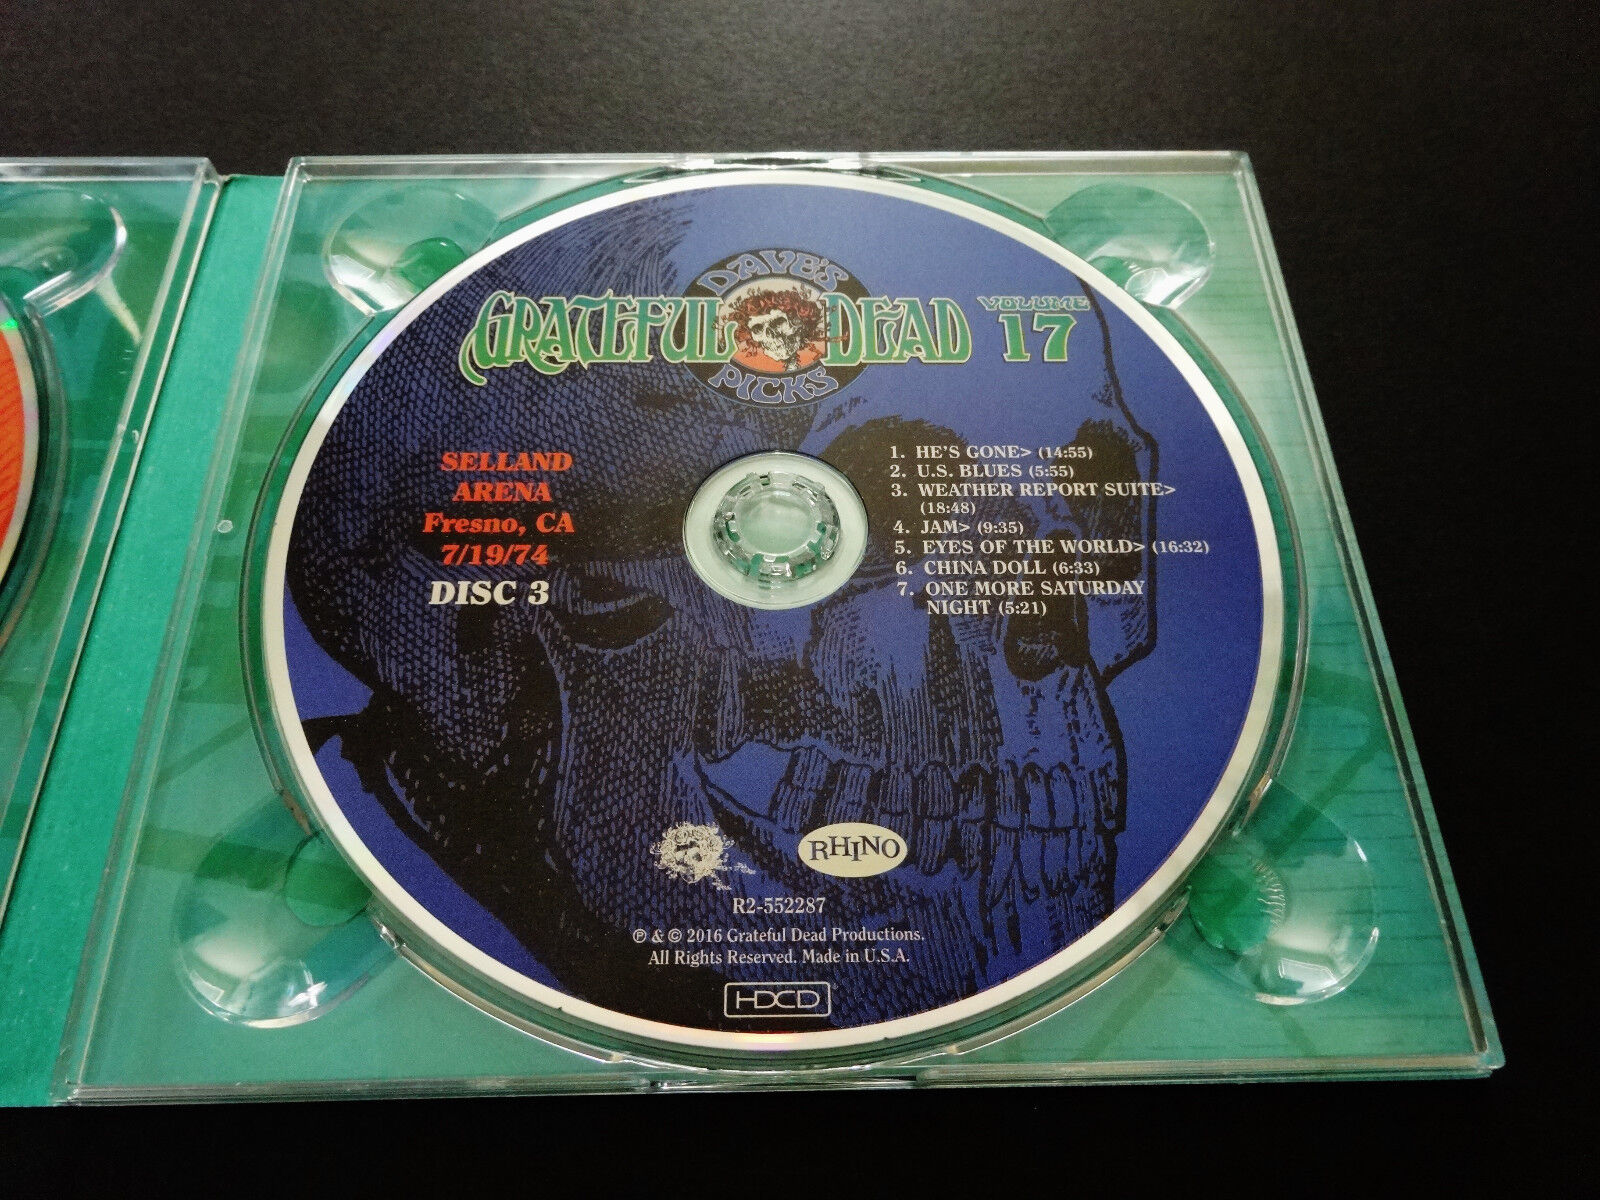 DAVE'S
GRATEFUL DEAD VOLUME 17
PICKS
SELLAND
ARENA
Fresno, CA
7/19/74
DISC 3
1. HE'S GONE> (14:55)
2. U.S. BLUES (5:55)
3. WEATHER REPORT SUITE>
(18:48)
4. JAM> (9:35)
5. EYES OF THE WORLD> (16:32)
6. CHINA DOLL (6:33)
7. ONE MORE SATURDAY
NIGHT (5:21)
RHINO
R2-552287
℗ & © 2016 Grateful Dead Productions.
All Rights Reserved. Made in U.S.A.
HDCD